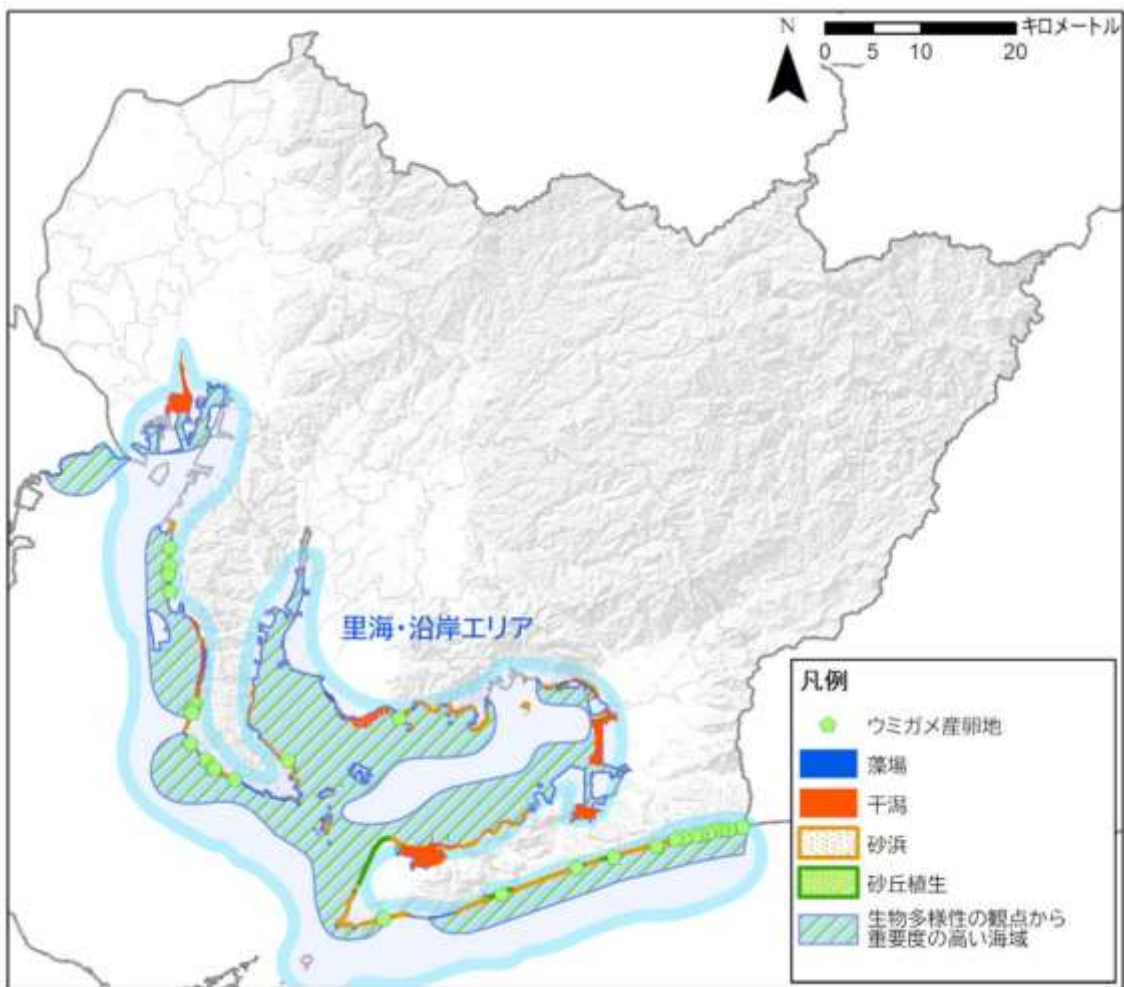 N
キロメートル
0 5 10 20
里海・沿岸エリア
凡例
ウミガメ産卵地
藻場
干潟
砂浜
砂丘植生
生物多様性の観点から
重要度の高い海域